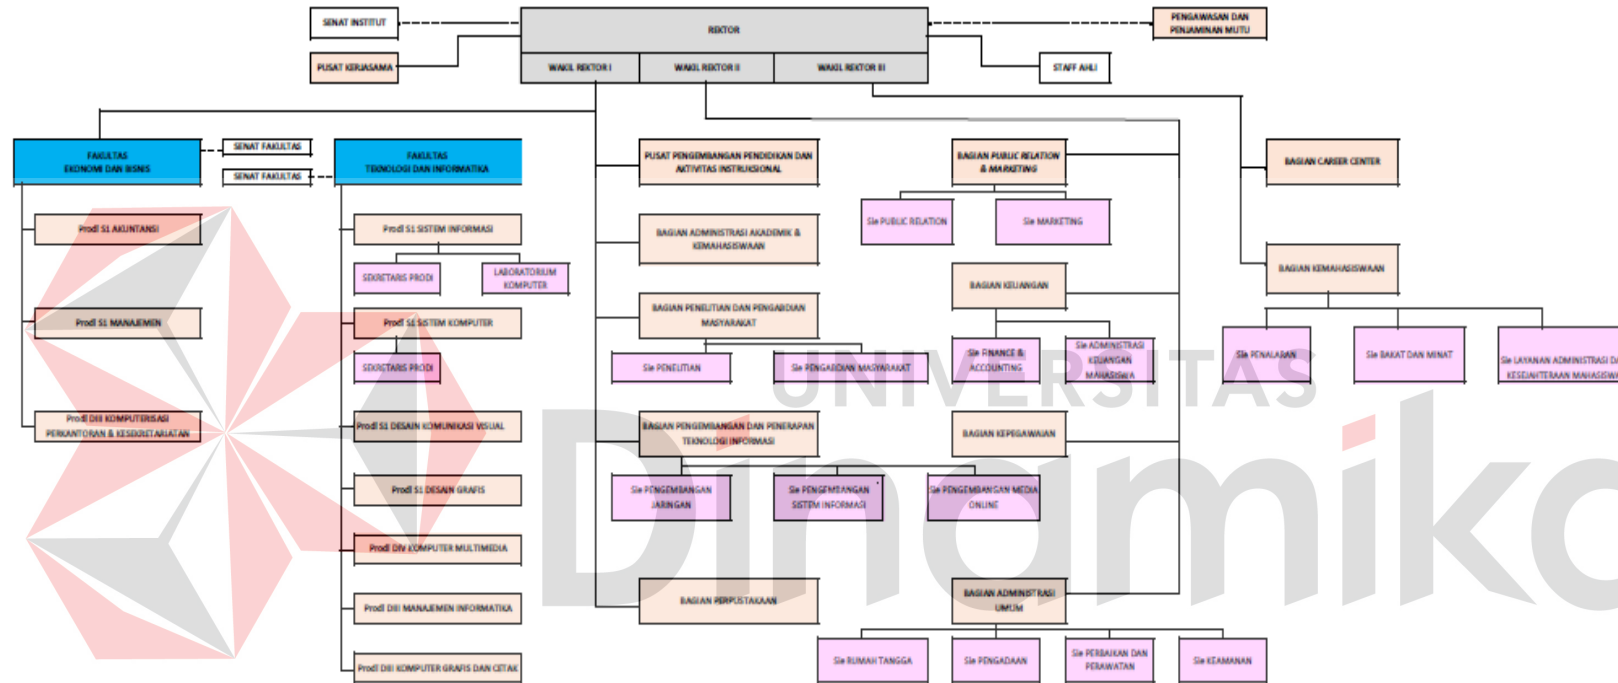 SENAT INSTITUT
REKTOR
PENGAWASAN DAN
PENJAMINAN MUTU
PUSAT KERJASAMA
WAKIL REKTOR I
WAKIL REKTOR II
WAKIL REKTOR III
STAFF AHLI
FAKULTAS
EKONOMI DAN BISNIS
SENAT FAKULTAS
SENAT FAKULTAS
FAKULTAS
TEKNOLOGI DAN INFORMATIKA
PUSAT PENGEMBANGAN PENDIDIKAN DAN
AKTIVITAS INSTRUKSIONAL
BAGIAN PUBLIC RELATION
& MARKETING
BAGIAN CAREER CENTER
Prodi S1 AKUNTANSI
Prodi S1 SISTEM INFORMASI
BAGIAN ADMINISTRASI AKADEMIK &
KEMAHASISWAAN
Sie PUBLIC RELATION
Sie MARKETING
SEKRETARIS PRODI
LABORATORIUM
KOMPUTER
BAGIAN KEUANGAN
BAGIAN KEMAHASISWAAN
Prodi S1 MANAJEMEN
Prodi S1 SISTEM KOMPUTER
BAGIAN PENELITIAN DAN PENGABDIAN
MASYARAKAT
SEKRETARIS PRODI
Sie PENELITIAN
Sie PENGABDIAN MASYARAKAT
Sie FINANCE &
ACCOUNTING
Sie ADMINISTRASI
KEUANGAN
MAHASISWA
Sie PENALARAN
Sie BAKAT DAN MINAT
Sie LAYANAN ADMINISTRASI DA
KESEJAHTERAAN MAHASISWA
UNIVERSITAS
Dinamika
Prodi DIII KOMPUTERISASI
PERKANTORAN & KESEKRETARIATAN
Prodi S1 DESAIN KOMUNIKASI VISUAL
BAGIAN PENGEMBANGAN DAN PENERAPAN
TEKNOLOGI INFORMASI
BAGIAN KEPEGAWAIAN
Prodi S1 DESAIN GRAFIS
Sie PENGEMBANGAN
JARINGAN
Sie PENGEMBANGAN
SISTEM INFORMASI
Sie PENGEMBANGAN MEDIA
ONLINE
Prodi DIV KOMPUTER MULTIMEDIA
Prodi DIII MANAJEMEN INFORMATIKA
BAGIAN PERPUSTAKAAN
BAGIAN ADMINISTRASI
UMUM
Prodi DIII KOMPUTER GRAFIS DAN CETAK
Sie RUMAH TANGGA
Sie PENGADAAN
Sie PERBAIKAN DAN
PERAWATAN
Sie KEAMANAN